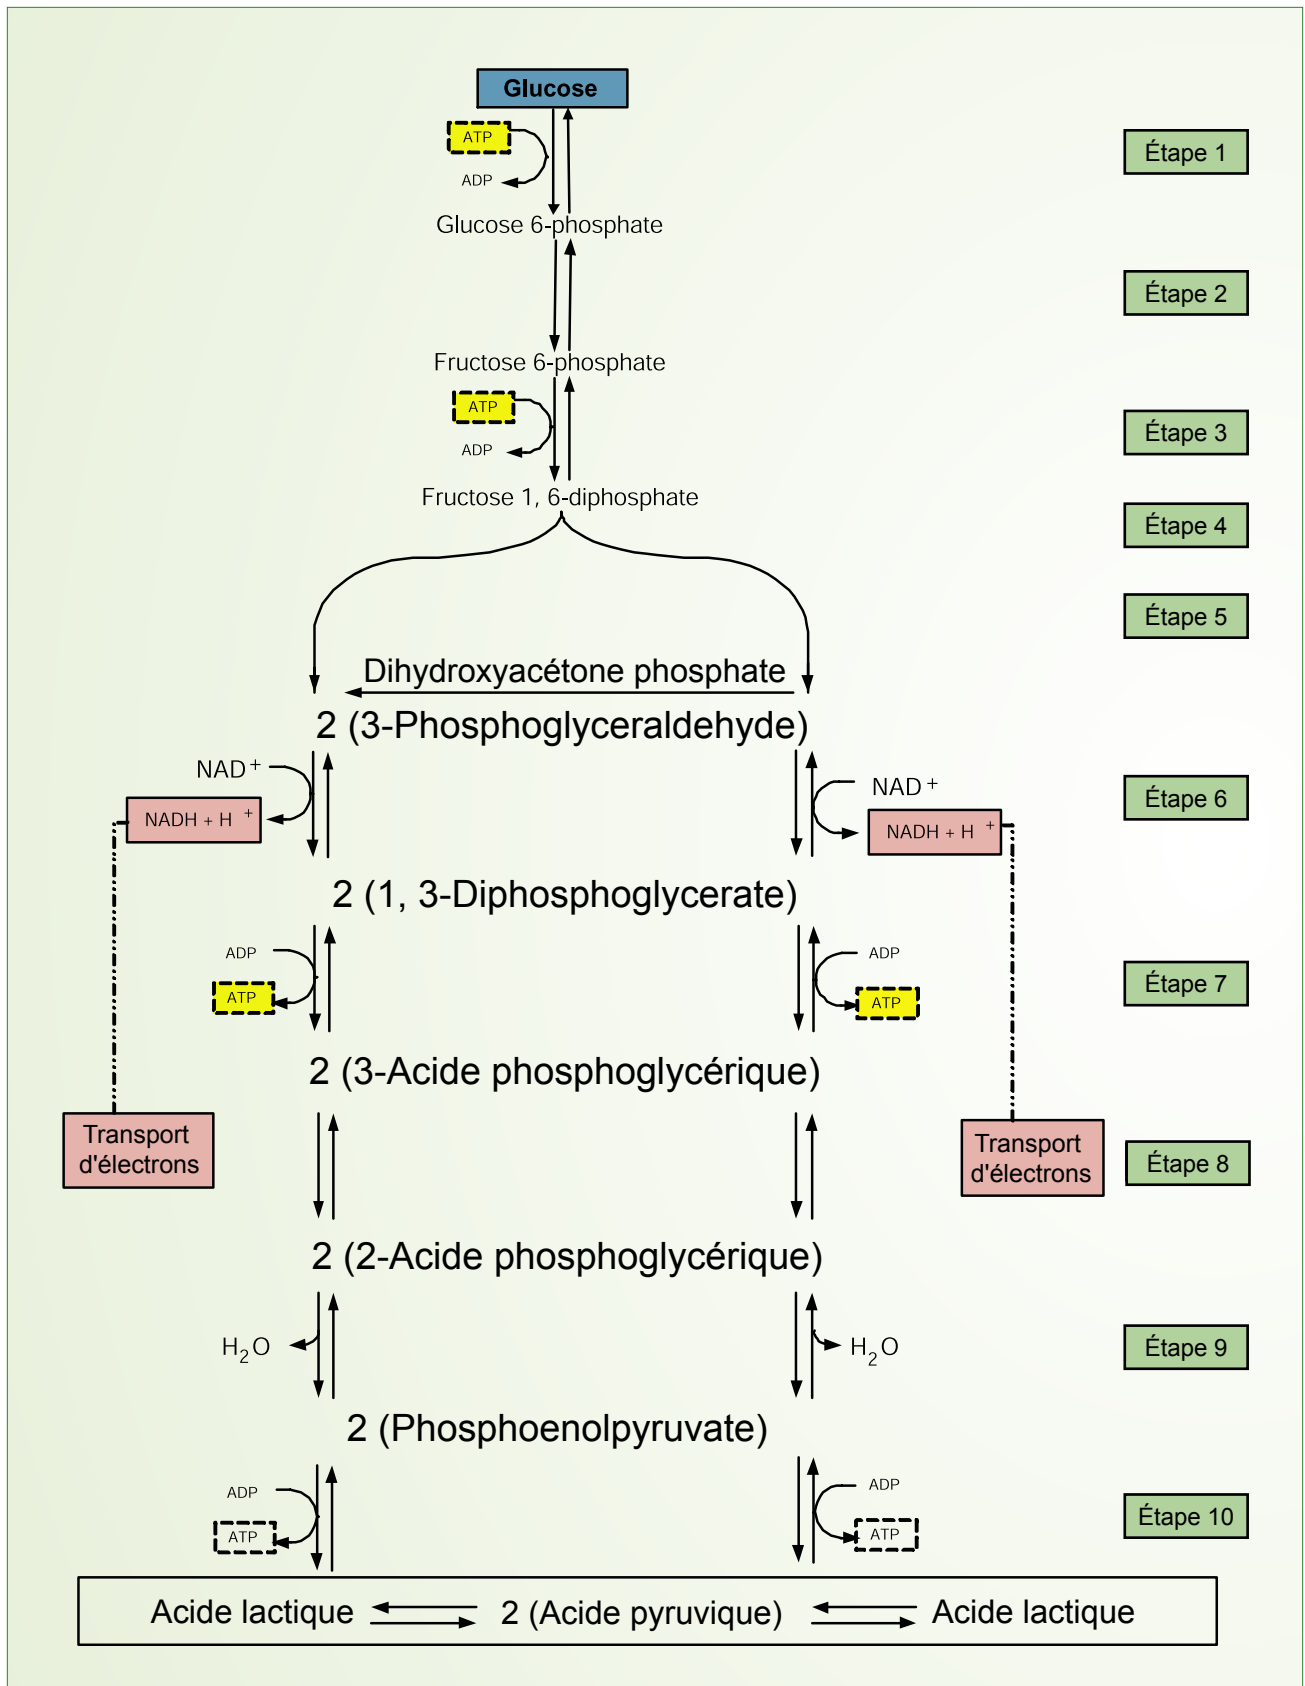 Glucose
ATP
Étape 1
ADP
Glucose 6-phosphate
Étape 2
Fructose 6-phosphate
ATP
Étape 3
ADP
Fructose 1, 6-diphosphate
Étape 4
Étape 5
Dihydroxyacétone phosphate
2 (3-Phosphoglyceraldehyde)
NAD+
NAD+
Étape 6
NADH + H +
NADH + H +
2 (1, 3-Diphosphoglycerate)
ADP
ADP
Étape 7
ATP
ATP
2 (3-Acide phosphoglycérique)
Transport
d'électrons
Transport
d'électrons
Étape 8
2 (2-Acide phosphoglycérique)
H2O
H2O
Étape 9
2 (Phosphoenolpyruvate)
ADP
ADP
Étape 10
ATP
ATP
Acide lactique 2 (Acide pyruvique) Acide lactique